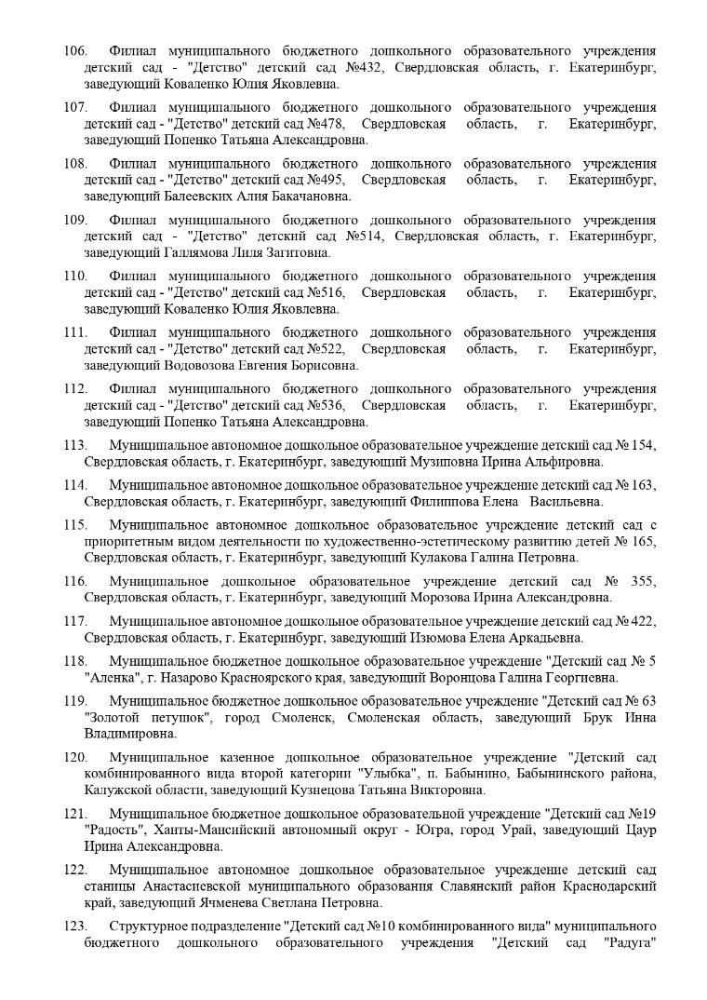 106. Филиал муниципального бюджетного дошкольного образовательного учреждения
детский сад - "Детство" детский сад №432, Свердловская область, г. Екатеринбург,
заведующий Коваленко Юлия Яковлевна.
107. Филиал муниципального бюджетного дошкольного образовательного учреждения
детский сад - "Детство" детский сад №478, Свердловская область, г. Екатеринбург,
заведующий Попенко Татьяна Александровна.
108. Филиал муниципального бюджетного дошкольного образовательного учреждения
детский сад - "Детство" детский сад №495, Свердловская область, г. Екатеринбург,
заведующий Балеевских Алия Бакачановна.
109. Филиал муниципального бюджетного дошкольного образовательного учреждения
детский сад - "Детство" детский сад №514, Свердловская область, г. Екатеринбург,
заведующий Галлямова Лиля Загитовна.
110. Филиал муниципального бюджетного дошкольного образовательного учреждения
детский сад - "Детство" детский сад №516, Свердловская область, г. Екатеринбург,
заведующий Коваленко Юлия Яковлевна.
111. Филиал муниципального бюджетного дошкольного образовательного учреждения
детский сад - "Детство" детский сад №522, Свердловская область, г. Екатеринбург,
заведующий Водовозова Евгения Борисовна.
112. Филиал муниципального бюджетного дошкольного образовательного учреждения
детский сад - "Детство" детский сад №536, Свердловская область, г. Екатеринбург,
заведующий Попенко Татьяна Александровна.
113. Муниципальное автономное дошкольное образовательное учреждение детский сад № 154,
Свердловская область, г. Екатеринбург, заведующий Музиповна Ирина Альфировна.
114. Муниципальное автономное дошкольное образовательное учреждение детский сад № 163,
Свердловская область, г. Екатеринбург, заведующий Филиппова Елена Васильевна.
115. Муниципальное автономное дошкольное образовательное учреждение детский сад с
приоритетным видом деятельности по художественно-эстетическому развитию детей № 165,
Свердловская область, г. Екатеринбург, заведующий Кулакова Галина Петровна.
116. Муниципальное дошкольное образовательное учреждение детский сад № 355,
Свердловская область, г. Екатеринбург, заведующий Морозова Ирина Александровна.
117. Муниципальное автономное дошкольное образовательное учреждение детский сад № 422,
Свердловская область, г. Екатеринбург, заведующий Изюмова Елена Аркадьевна.
118. Муниципальное бюджетное дошкольное образовательное учреждение "Детский сад № 5
"Аленка", г. Назарово Красноярского края, заведующий Воронцова Галина Георгиевна.
119. Муниципальное бюджетное дошкольное образовательное учреждение "Детский сад № 63
"Золотой петушок", город Смоленск, Смоленская область, заведующий Брук Инна
Владимировна.
120. Муниципальное казенное дошкольное образовательное учреждение "Детский сад
комбинированного вида второй категории "Улыбка", п. Бабынино, Бабынинского района,
Калужской области, заведующий Кузнецова Татьяна Викторовна.
121. Муниципальное бюджетное дошкольное образовательной учреждение "Детский сад №19
"Радость", Ханты-Мансийский автономный округ - Югра, город Урай, заведующий Цаур
Ирина Александровна.
122. Муниципальное автономное дошкольное образовательное учреждение детский сад
станицы Анастасиевской муниципального образования Славянский район Краснодарский
край, заведующий Ячменева Светлана Петровна.
123. Структурное подразделение "Детский сад №10 комбинированного вида" муниципального
бюджетного дошкольного образовательного учреждения "Детский сад "Радуга"